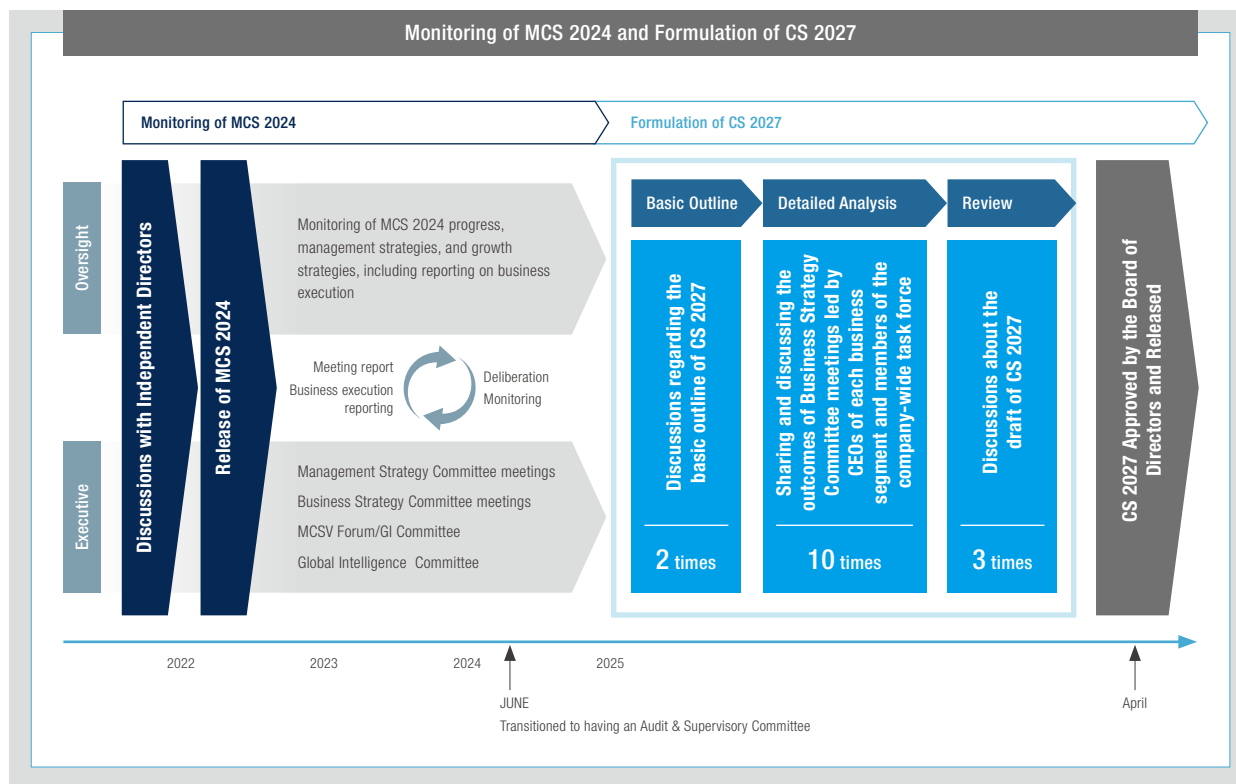 Monitoring of MCS 2024 and Formulation of CS 2027
Monitoring of MCS 2024
Formulation of CS 2027
Oversight
Executive
Discussions with Independent Directors
Release of MCS 2024
Monitoring of MCS 2024 progress,
management strategies, and growth
strategies, including reporting on business
execution
Meeting report
Business execution
reporting
Deliberation
Monitoring
Management Strategy Committee meetings
Business Strategy Committee meetings
MCSV Forum/GI Committee
Global Intelligence Committee
Basic Outline
Discussions regarding the
basic outline of CS 2027
2 times
Detailed Analysis
Sharing and discussing the
outcomes of Business Strategy
Committee meetings led by
CEOs of each business
segment and members of the
company-wide task force
10 times
Review
Discussions about the
draft of CS 2027
3 times
CS 2027 Approved by the Board of
Directors and Released
2022
2023
2024
2025
JUNE
Transitioned to having an Audit & Supervisory Committee
April